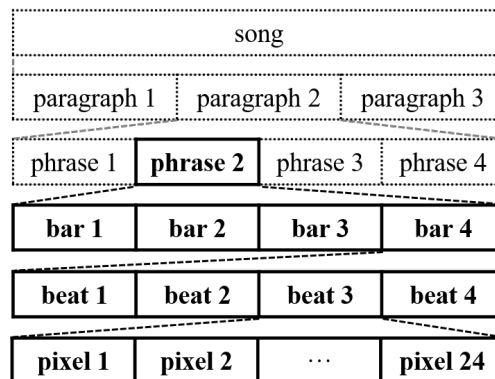 song
paragraph 1 paragraph 2 paragraph 3
phrase 1 phrase 2 phrase 3 phrase 4
bar 1 bar 2 bar 3 bar 4
beat 1 beat 2 beat 3 beat 4
pixel 1 pixel 2 ··· pixel 24